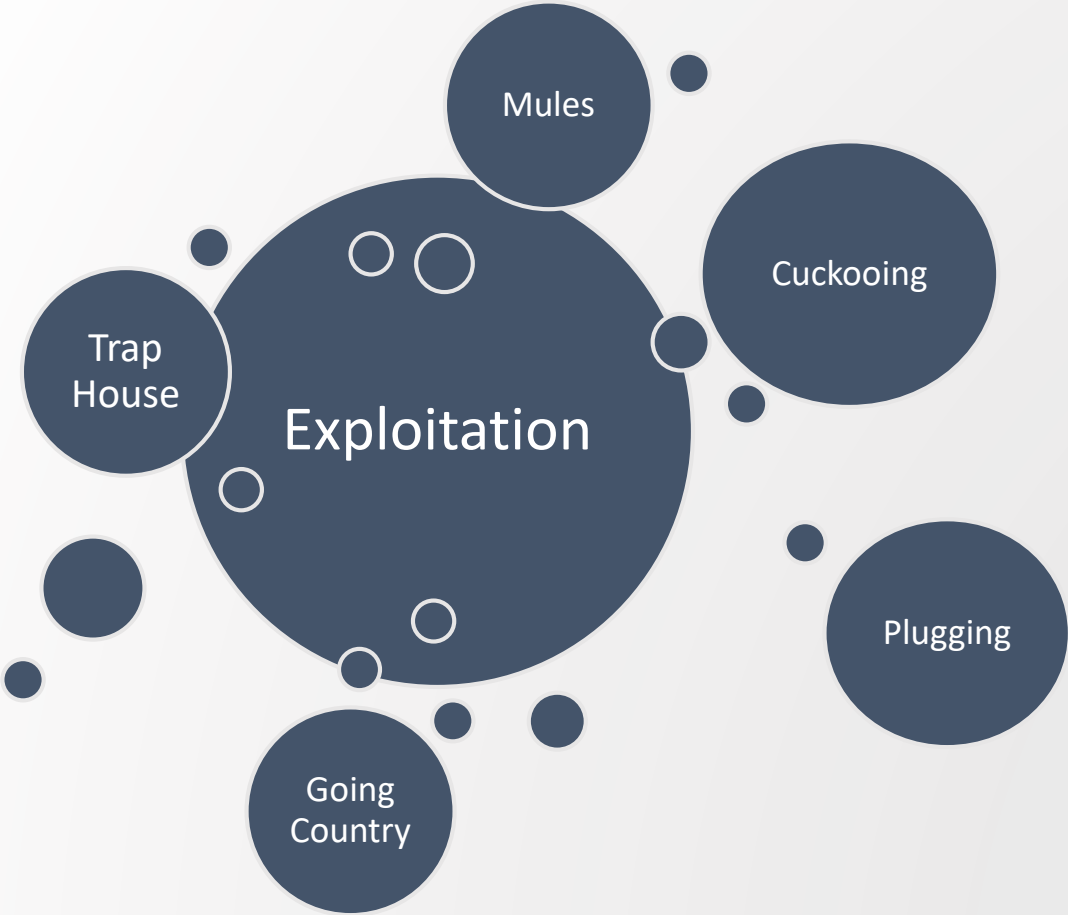 Mules
Cuckooing
Trap
House
Exploitation
Plugging
Going
Country